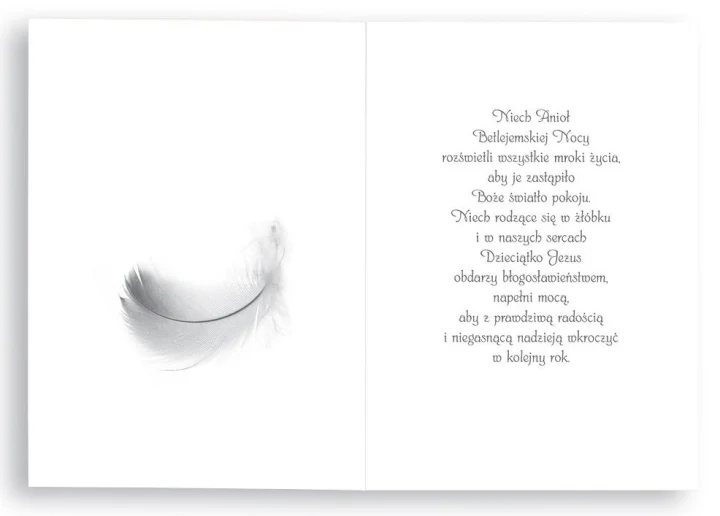 Niech Anioł
Betlejemskiej Nocy
rozświetli wszystkie mroki życia,
aby je zastąpiło
Boże światło pokoju.
Niech rodzące się w żłóbku
i w naszych sercach
Dzieciątko Jezus
obdarzy błogosławieństwem,
napełni mocą,
aby z prawdziwą radością
i niegasnącą nadzieją wkroczyć
w kolejny rok.